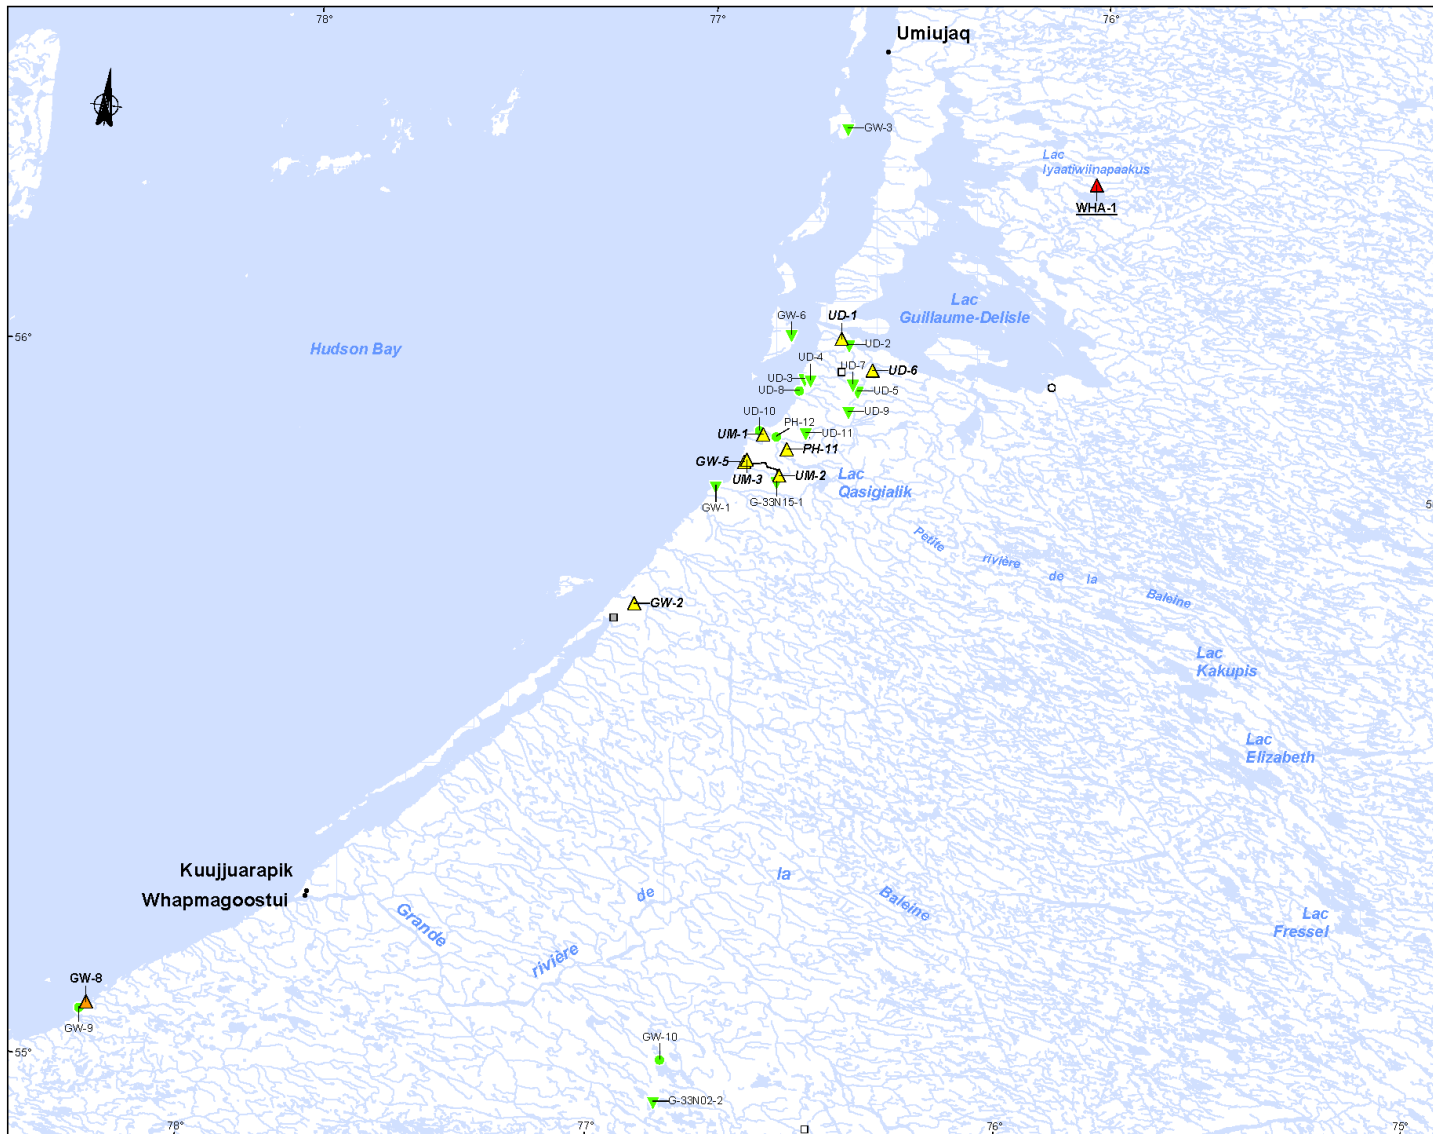 78°
77°
76°
Umiujaq
GW-3
Lac
Iyaatiwiinapaakus
WHA-1
Lac
Guillaume-Delisle
GW-6
UD-1
56°
UD-2
Hudson Bay
UD-4
UD-7
UD-6
UD-3
UD-8
UD-5
UD-10
UD-9
PH-12
UM-1
UD-11
PH-11
GW-5
UM-3
UM-2
Lac
Qasigialik
GW-1
G-33N15-1
Petite
rivière
de
la
Baleine
GW-2
Lac
Kakupis
Lac
Elizabeth
Kuujjuarapik
Whapmagoostui
Grande
rivière
de
la
Baleine
Lac
Fressel
GW-8
GW-9
GW-10
55°
G-33N02-2
78°
77°
76°
75°